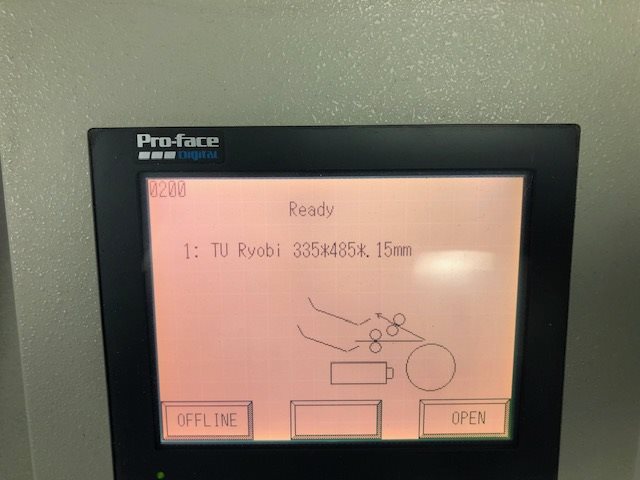 Pro-face
Digital
0200
Ready
1: TU Ryobi 335*485*.15mm
OFFLINE
OPEN